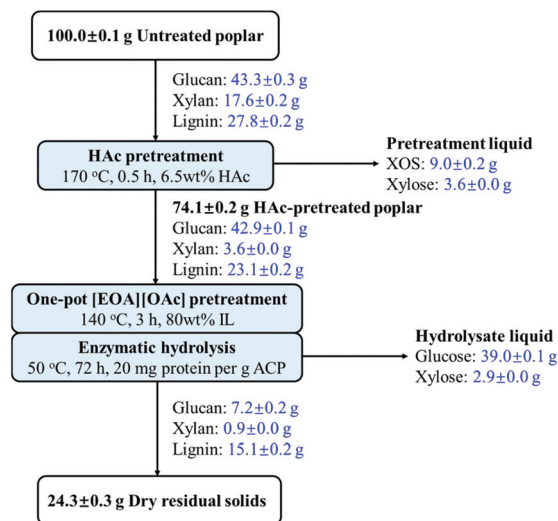 100.0±0.1 g Untreated poplar
Glucan: 43.3±0.3 g
Xylan: 17.6±0.2 g
Lignin: 27.8±0.2 g
HAc pretreatment
170 °C, 0.5 h, 6.5wt% HAc
Pretreatment liquid
XOS: 9.0±0.2 g
Xylose: 3.6±0.0 g
74.1±0.2 g HAc-pretreated poplar
Glucan: 42.9±0.1 g
Xylan: 3.6±0.0 g
Lignin: 23.1±0.2 g
One-pot [EOA][OAc] pretreatment
140 °C, 3 h, 80wt% IL
Enzymatic hydrolysis
50 °C, 72 h, 20 mg protein per g ACP
Hydrolysate liquid
Glucose: 39.0±0.1 g
Xylose: 2.9±0.0 g
Glucan: 7.2±0.2 g
Xylan: 0.9±0.0 g
Lignin: 15.1±0.2 g
24.3±0.3 g Dry residual solids